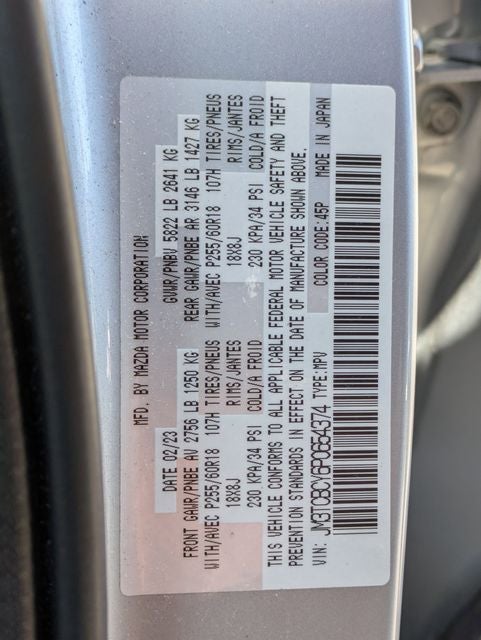 MFD. BY MAZDA MOTOR CORPORATION
DATE 02/23 GVWR/PNBV 5822 LB 2641 KG
FRONT GAWR/PNBE AV 2756 LB 1250 KG REAR GAWR/PNBE AR 3146 LB 1427 KG
WITH/AVEC P255/60R18 107H TIRES/PNEUS WITH/AVEC P255/60R18 107H TIRES/PNEUS
18X8J RIMS/JANTES 18X8J RIMS/JANTES
230 KPA/34 PSI COLD/A FROID 230 KPA/34 PSI COLD/A FROID
THIS VEHICLE CONFORMS TO ALL APPLICABLE FEDERAL MOTOR VEHICLE SAFETY AND THEFT
PREVENTION STANDARDS IN EFFECT ON THE DATE OF MANUFACTURE SHOWN ABOVE.
VIN: JM3TCBCY6P0654374 TYPE:MPV COLOR CODE:45P MADE IN JAPAN